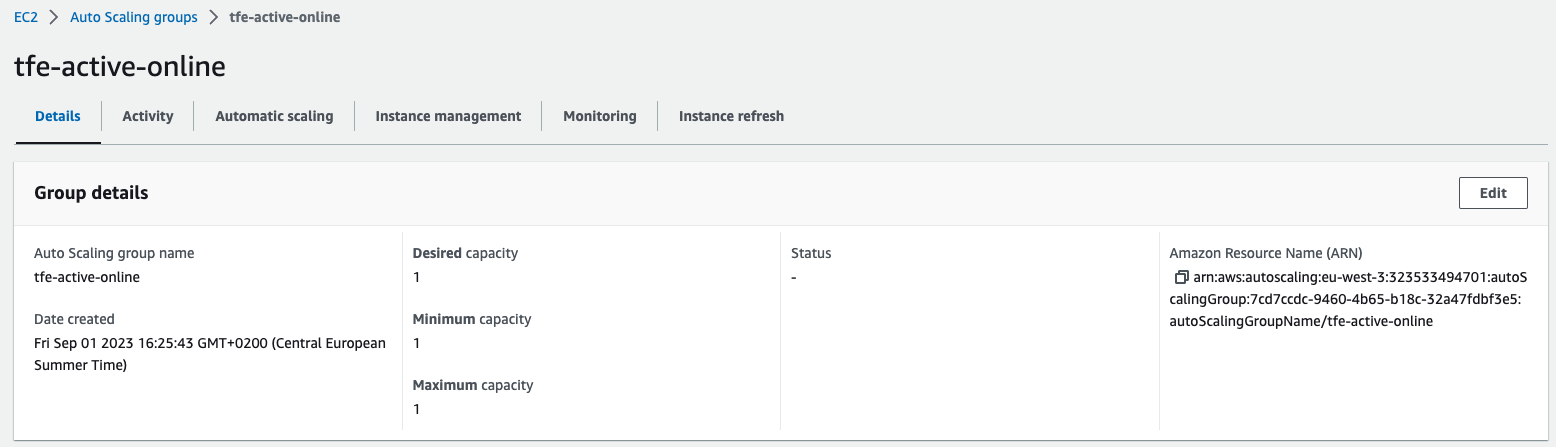 EC2 > Auto Scaling groups > tfe-active-online
tfe-active-online
Details Activity Automatic scaling Instance management Monitoring Instance refresh
Group details
Edit
Auto Scaling group name
tfe-active-online
Date created
Fri Sep 01 2023 16:25:43 GMT+0200 (Central European
Summer Time)
Desired capacity
1
Minimum capacity
1
Maximum capacity
1
Status
-
Amazon Resource Name (ARN)
arn:aws:autoscaling:eu-west-3:323533494701:autoS
calingGroup:7cd7ccdc-9460-4b65-b18c-32a47fdbf3e5:
autoScalingGroupName/tfe-active-online